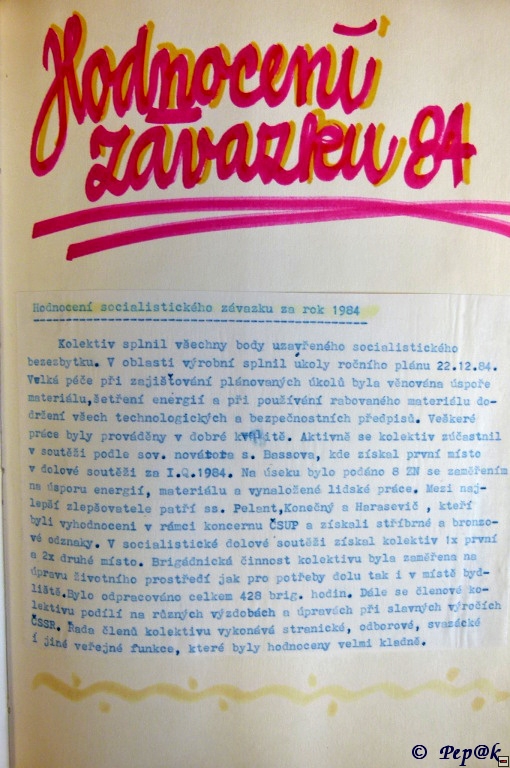 Hodnocení
závazku 84
Hodnocení socialistického závazku za rok 1984
Kolektiv splnil všechny body uzavřeného socialistického
bezezbytku. V oblasti výrobní splnil úkoly ročního plánu 22.12.84.
Velká péče při zajišťování plánovaných úkolů byla věnována úspoře
materiálu,šetření energií a při používání rabovaného materiálu do-
držení všech technologických a bezpečnostních předpisů. Veškeré
práce byly prováděny v dobré kvalitě. Aktivně se kolektiv zúčastnil
v soutěži podle sov. novátora s. Bassova, kde získal první místo
v dolové soutěži za I.Q.1984. Na úseku bylo podáno 8 ZN se zaměřením
na úsporu energií, materiálu a vynaložené lidské práce. Mezi nej-
lepší zlepšovatele patří ss. Pelant,Konečný a Harasevič , kteří
byli vyhodnoceni v rámci koncernu ČSUP a získali stříbrné a bronzo-
vé odznaky. V socialistické dolové soutěži získal kolektiv 1x první
a 2x druhé místo. Brigádnická činnost kolektivu byla zaměřena na
úpravu životního prostředí jak pro potřeby dolu tak i v místě byd-
liště.Bylo odpracováno celkem 428 brig. hodin. Dále se členové ko-
lektivu podílí na různých výzdobách a úpravách při slavných výročích
ČSSR. Řada členů kolektivu vykonává stranické, odborové, svazácké
i jiné veřejné funkce, které byly hodnoceny velmi kladně.
© Pep@k